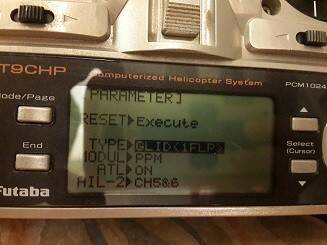 T9CHP Computerized Helicopter System PCM1024
Mode/Page
[PARAMETER]
RESET▶Execute
TYPE▶GLID(1FLP)
MODUL▶PPM
ATL▶ON
AIL-2▶CH5&6
End
Select
(Cursor)
Futaba